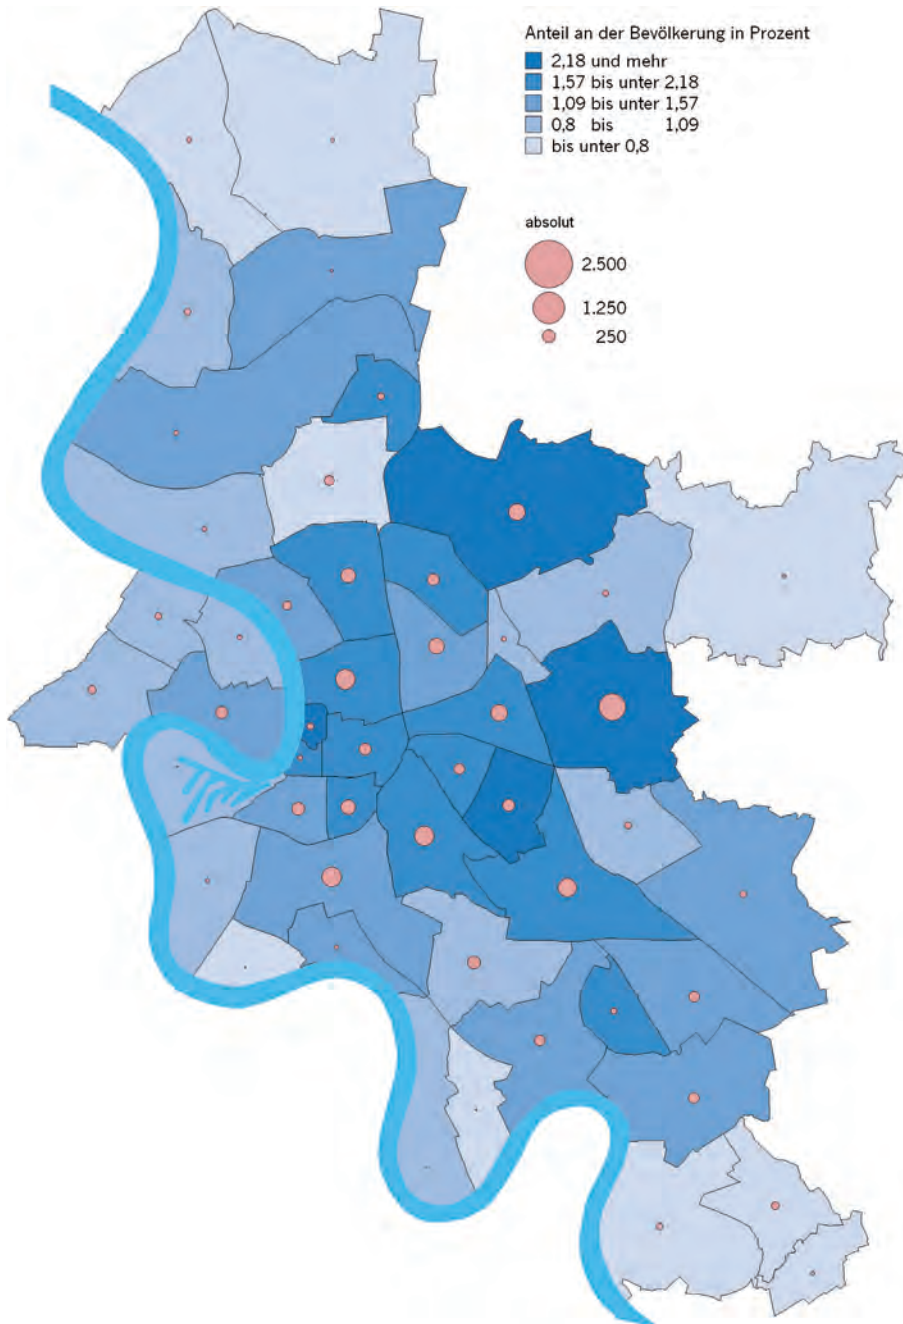 Anteil an der Bevölkerung in Prozent
2,18 und mehr
1,57 bis unter 2,18
1,09 bis unter 1,57
0,8 bis 1,09
bis unter 0,8
absolut
2.500
1.250
250